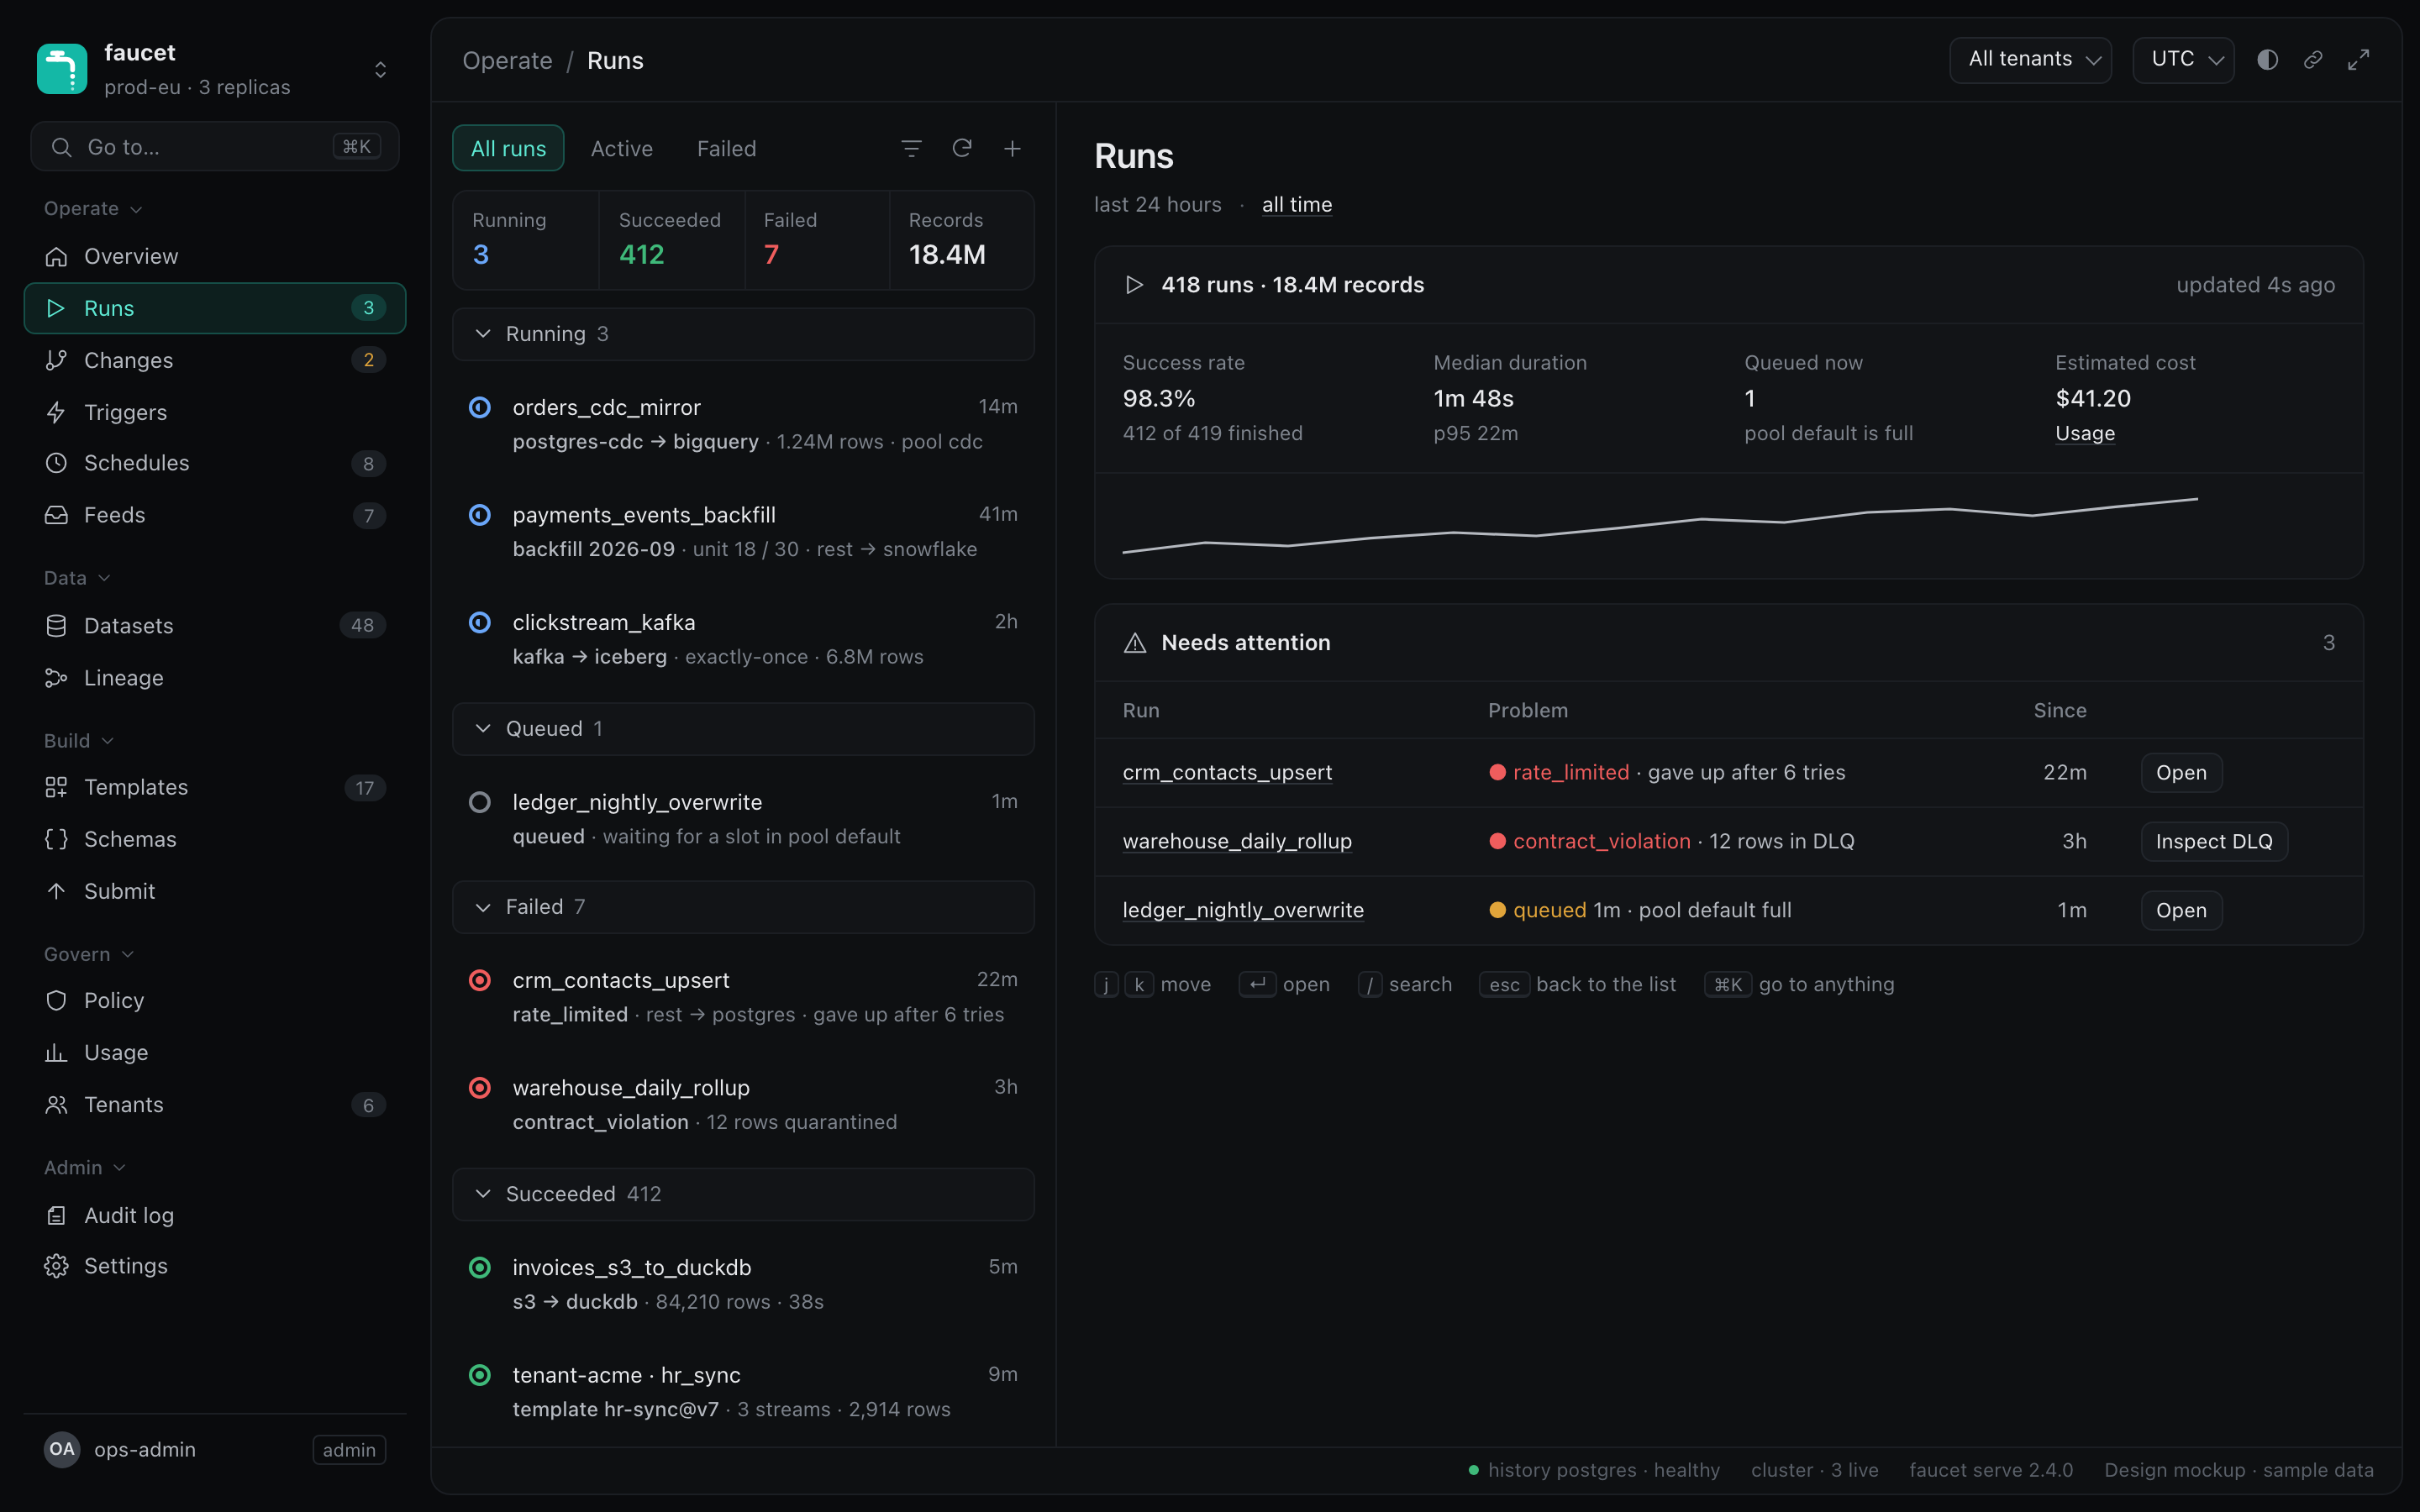 faucet
prod-eu · 3 replicas
Go to... ⌘K
Operate
Overview
Runs 3
Changes 2
Triggers
Schedules 8
Feeds 7
Data
Datasets 48
Lineage
Build
Templates 17
Schemas
Submit
Govern
Policy
Usage
Tenants 6
Admin
Audit log
Settings
OA ops-admin admin
Operate / Runs
All tenants UTC
All runs Active Failed
Running Succeeded Failed Records
3 412 7 18.4M
Running 3
orders_cdc_mirror 14m
postgres-cdc → bigquery · 1.24M rows · pool cdc
payments_events_backfill 41m
backfill 2026-09 · unit 18 / 30 · rest → snowflake
clickstream_kafka 2h
kafka → iceberg · exactly-once · 6.8M rows
Queued 1
ledger_nightly_overwrite 1m
queued · waiting for a slot in pool default
Failed 7
crm_contacts_upsert 22m
rate_limited · rest → postgres · gave up after 6 tries
warehouse_daily_rollup 3h
contract_violation · 12 rows quarantined
Succeeded 412
invoices_s3_to_duckdb 5m
s3 → duckdb · 84,210 rows · 38s
tenant-acme · hr_sync 9m
template hr-sync@v7 · 3 streams · 2,914 rows
Runs
last 24 hours · all time
418 runs · 18.4M records updated 4s ago
Success rate Median duration Queued now Estimated cost
98.3% 1m 48s 1 $41.20
412 of 419 finished p95 22m pool default is full Usage
Needs attention 3
Run Problem Since
crm_contacts_upsert rate_limited · gave up after 6 tries 22m Open
warehouse_daily_rollup contract_violation · 12 rows in DLQ 3h Inspect DLQ
ledger_nightly_overwrite queued 1m · pool default full 1m Open
j k move ↵ open / search esc back to the list ⌘K go to anything
history postgres · healthy cluster · 3 live faucet serve 2.4.0 Design mockup · sample data